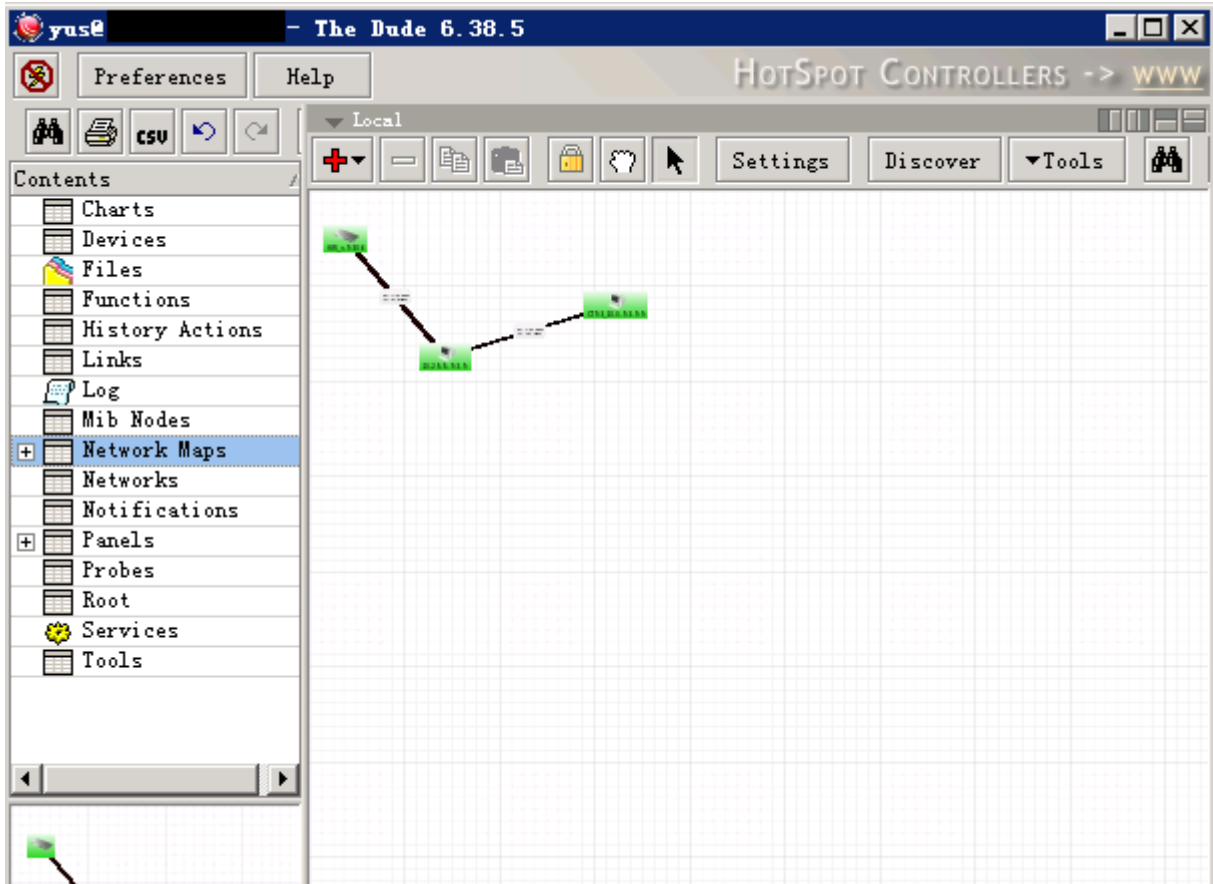 yus@ - The Dude 6.38.5
Preferences Help
HotSpot Controllers -> www
csv
Local
Settings Discover Tools
Contents
Charts
Devices
Files
Functions
History Actions
Links
Log
Mib Nodes
Network Maps
Networks
Notifications
Panels
Probes
Root
Services
Tools